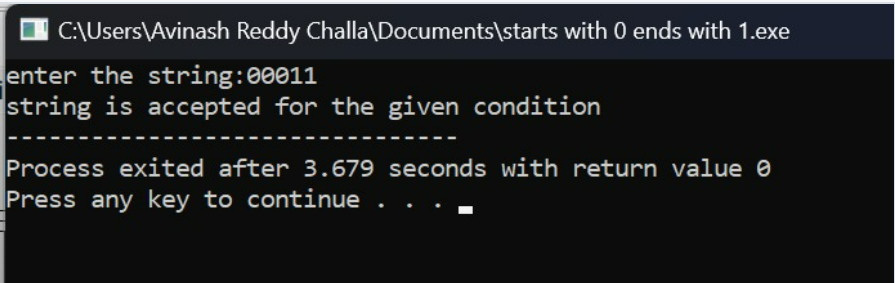 C:\Users\Avinash Reddy Challa\Documents\starts with 0 ends with 1.exe
enter the string:00011
string is accepted for the given condition
--------------------------------
Process exited after 3.679 seconds with return value 0
Press any key to continue . . .